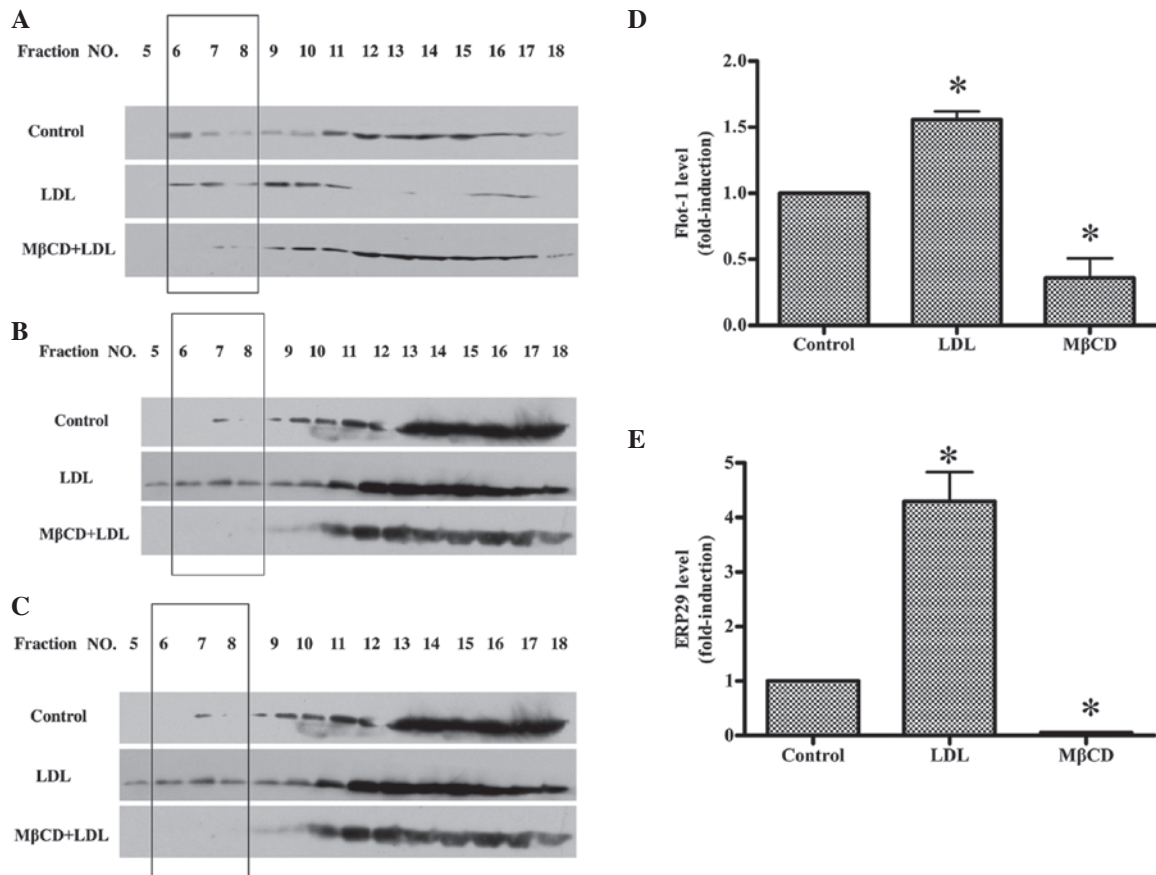 A
Fraction NO. 5 6 7 8 9 10 11 12 13 14 15 16 17 18
Control
LDL
MβCD+LDL
B
Fraction NO. 5 6 7 8 9 10 11 12 13 14 15 16 17 18
Control
LDL
MβCD+LDL
C
Fraction NO. 5 6 7 8 9 10 11 12 13 14 15 16 17 18
Control
LDL
MβCD+LDL
D
Flot-1 level
(fold-induction)
2.0
1.5
1.0
0.5
0.0
*
*
Control LDL MβCD
E
ERP29 level
(fold-induction)
5
4
3
2
1
0
*
*
Control LDL MβCD